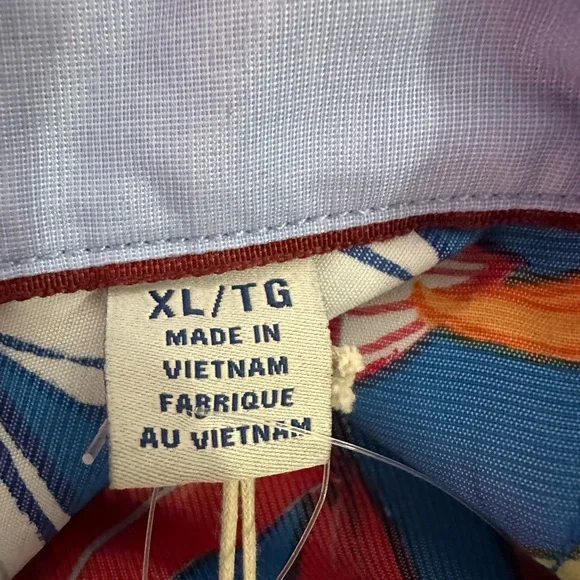 XL/TG
MADE IN
VIETNAM
FABRIQUE
AU VIETNAM